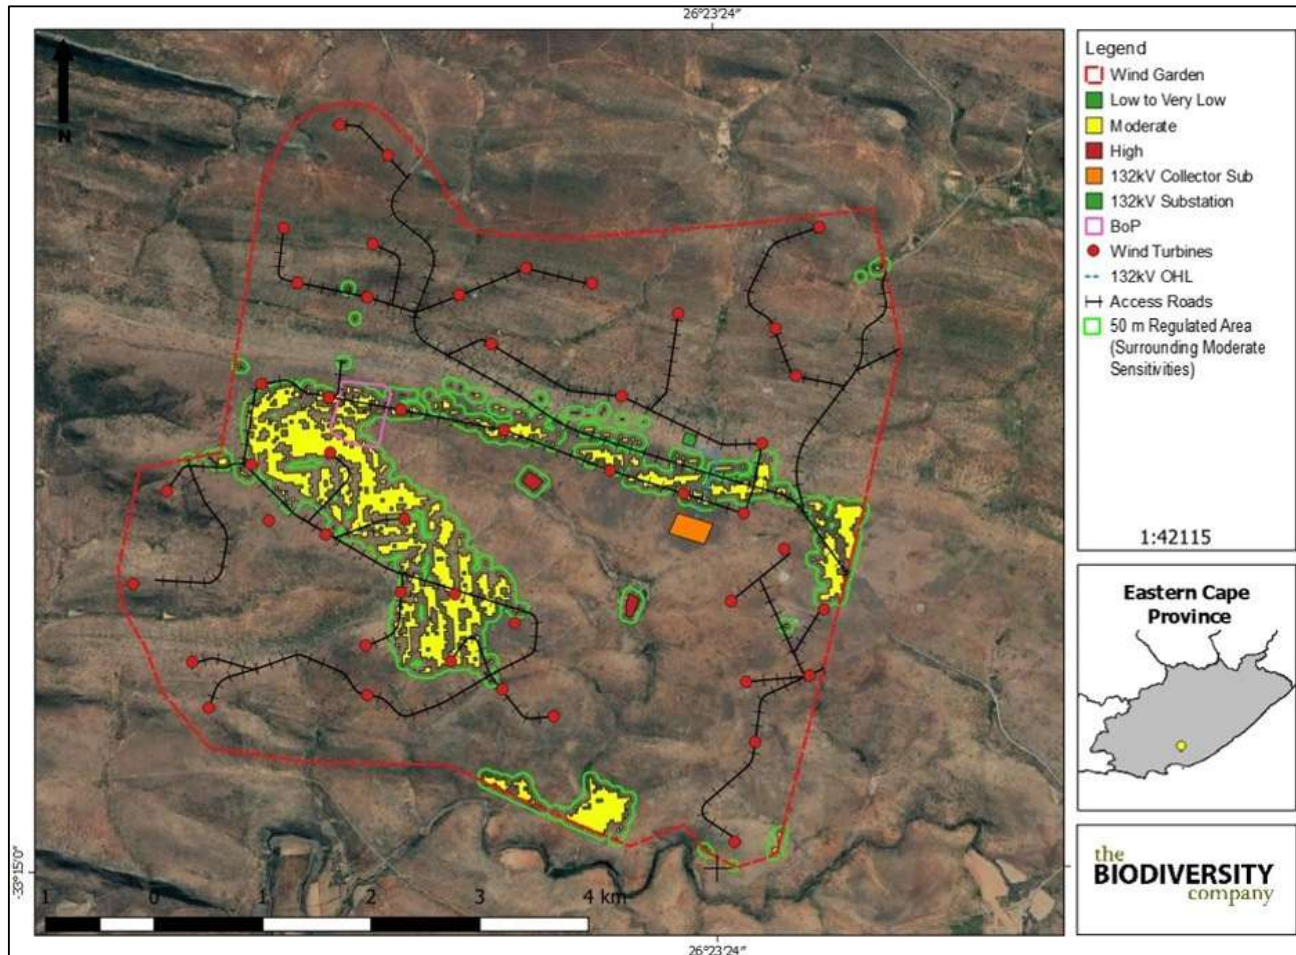 26°23'24"
N
Legend
Wind Garden
Low to Very Low
Moderate
High
132kV Collector Sub
132kV Substation
BoP
Wind Turbines
132kV OHL
Access Roads
50 m Regulated Area
(Surrounding Moderate
Sensitivities)
1:42115
Eastern Cape
Province
the
BIODIVERSITY
company
-33°15'0"
1 0 1 2 3 4 km
26°23'24"